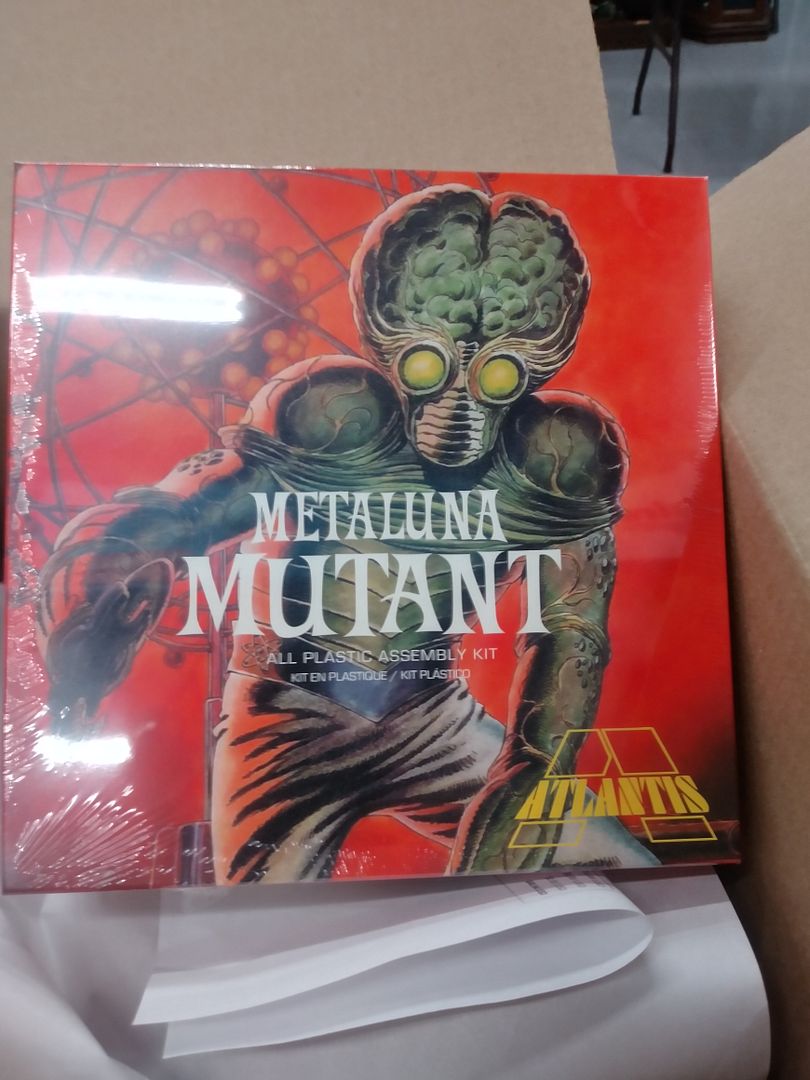 METALUNA
MUTANT
ALL PLASTIC ASSEMBLY KIT
KIT EN PLASTIQUE / KIT PLÁSTICO
ATLANTIS